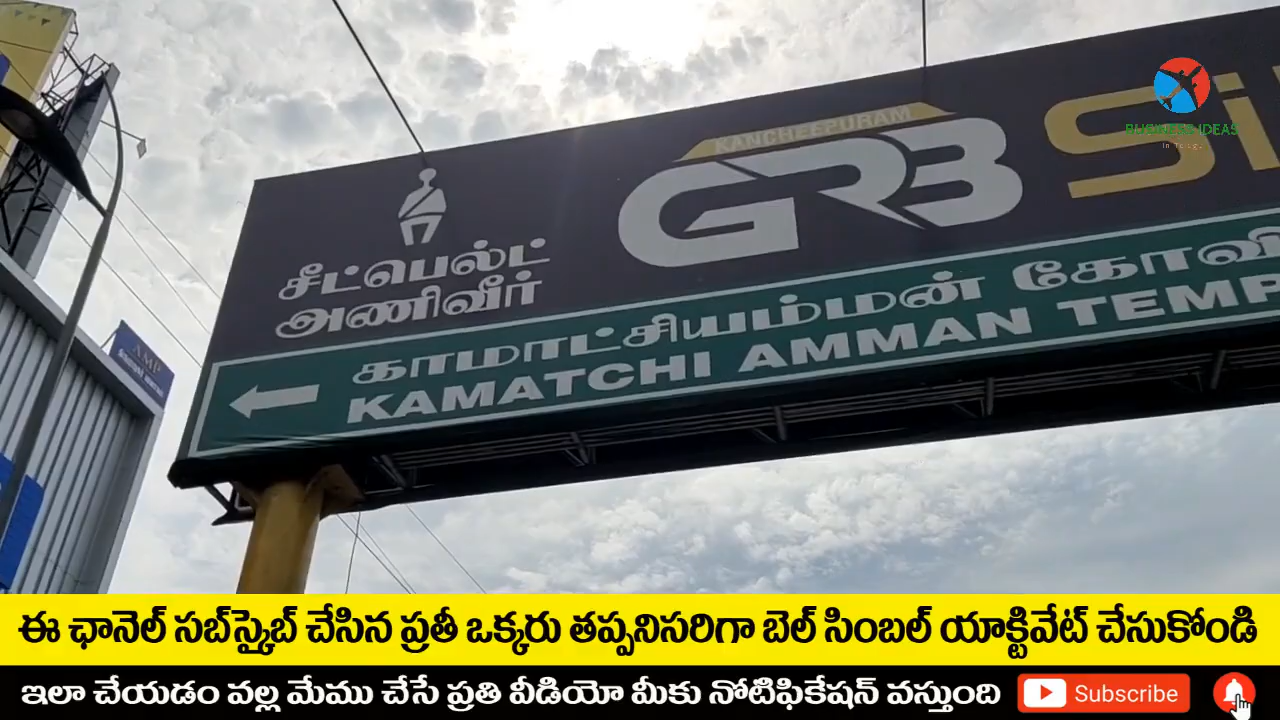 KANCHEEPURAM
GRB
BUSINESS IDEAS
சீட்பெல்ட்
அணிவீர்
காமாட்சியம்மன்
KAMATCHI AMMAN
AMP
ఈ ఛానెల్ సబ్‌స్క్రైబ్ చేసిన ప్రతీ ఒక్కరు తప్పనిసరిగా బెల్ సింబల్ యాక్టివేట్ చేసుకోండి
ఇలా చేయడం వల్ల మేము చేసే ప్రతి వీడియో మీకు నోటిఫికేషన్ వస్తుంది
Subscribe